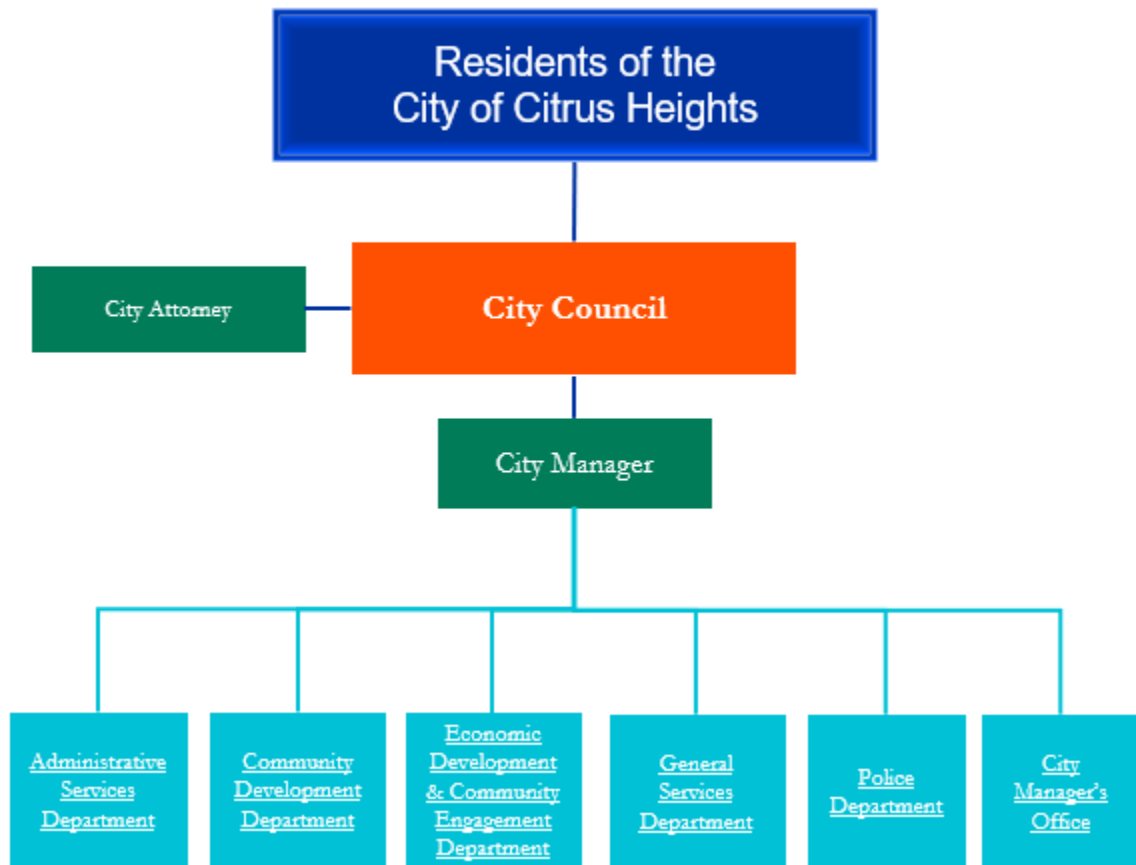 Residents of the
City of Citrus Heights
City Attorney
City Council
City Manager
Administrative
Services
Department
Community
Development
Department
Economic
Development
& Community
Engagement
Department
General
Services
Department
Police
Department
City
Manager's
Office